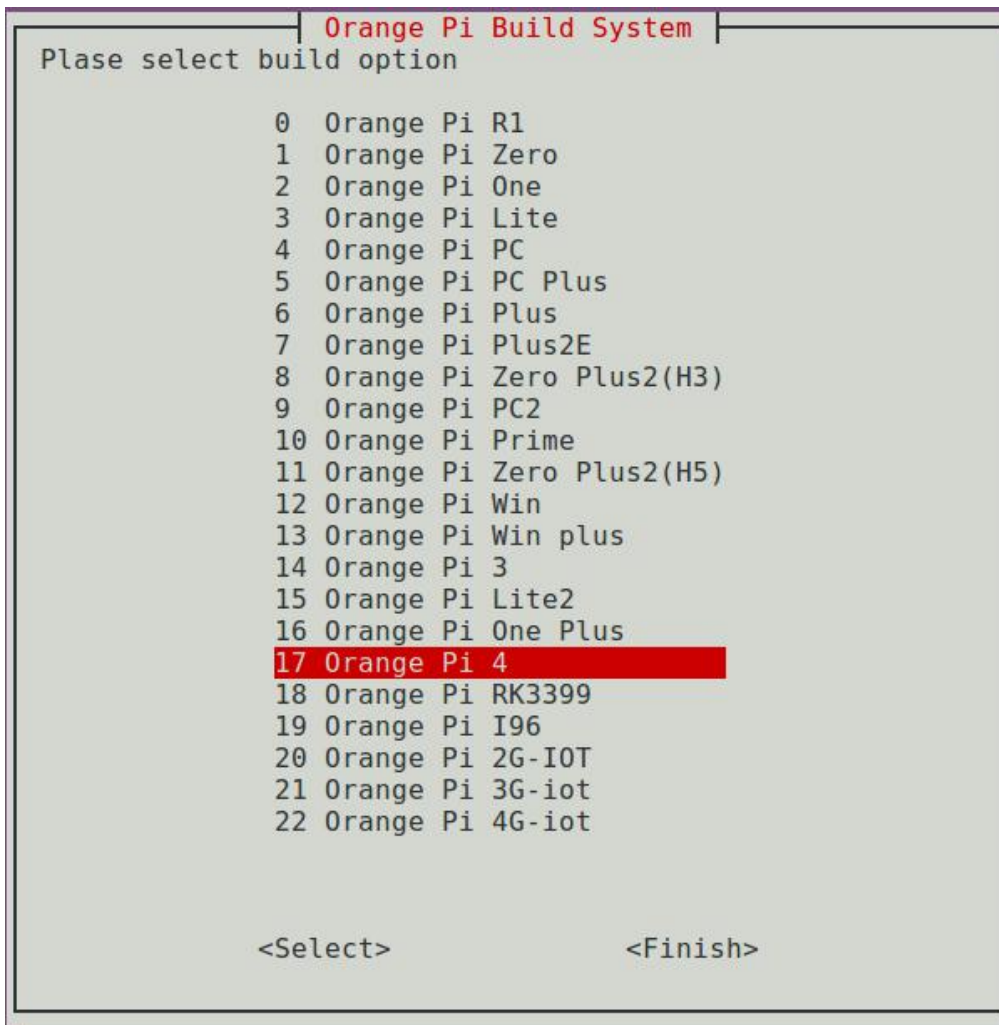 Orange Pi Build System
Plase select build option
0 Orange Pi R1
1 Orange Pi Zero
2 Orange Pi One
3 Orange Pi Lite
4 Orange Pi PC
5 Orange Pi PC Plus
6 Orange Pi Plus
7 Orange Pi Plus2E
8 Orange Pi Zero Plus2(H3)
9 Orange Pi PC2
10 Orange Pi Prime
11 Orange Pi Zero Plus2(H5)
12 Orange Pi Win
13 Orange Pi Win plus
14 Orange Pi 3
15 Orange Pi Lite2
16 Orange Pi One Plus
17 Orange Pi 4
18 Orange Pi RK3399
19 Orange Pi I96
20 Orange Pi 2G-IOT
21 Orange Pi 3G-iot
22 Orange Pi 4G-iot
<Select> <Finish>